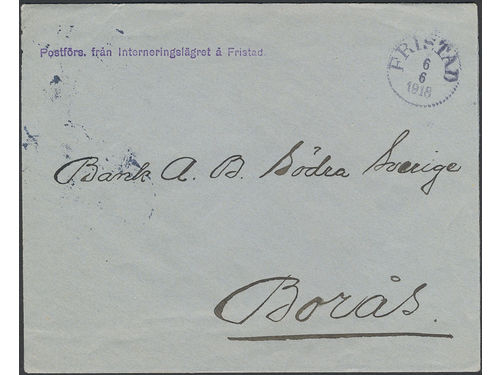 Postförs. från Interneringslägret å Fristad.
FRISTAD
6
6
1918
Bank A. B. Södra Sverige
Borås.